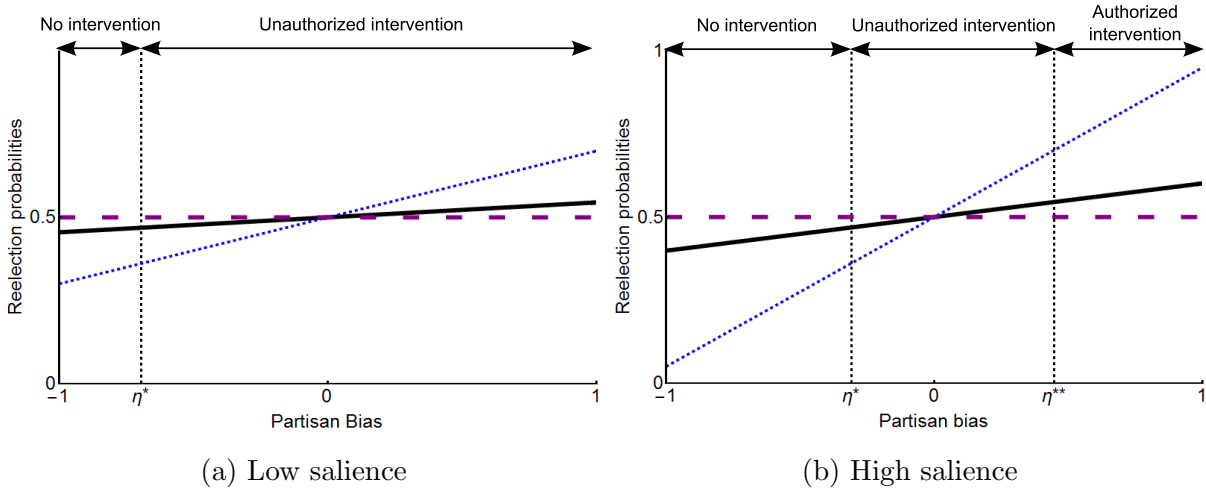 No intervention
Unauthorized intervention
Reelection probabilities
0.5
0
−1
η*
0
1
Partisan Bias
(a) Low salience
No intervention
Unauthorized intervention
Authorized
intervention
1
Reelection probabilities
0.5
0
−1
η*
0
η**
1
Partisan bias
(b) High salience